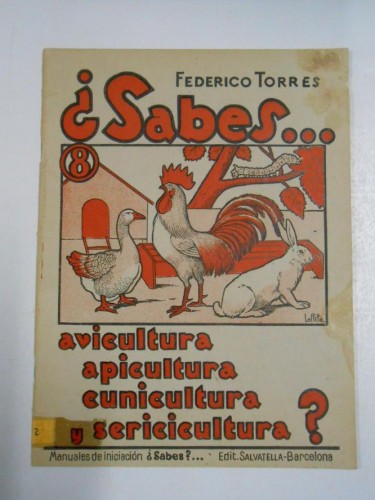 FEDERICO TORRES
¿Sabes...
8
avicultura
apicultura
cunicultura
y sericicultura?
Manuales de iniciación ¿Sabes?... Edit. SALVATELLA-Barcelona